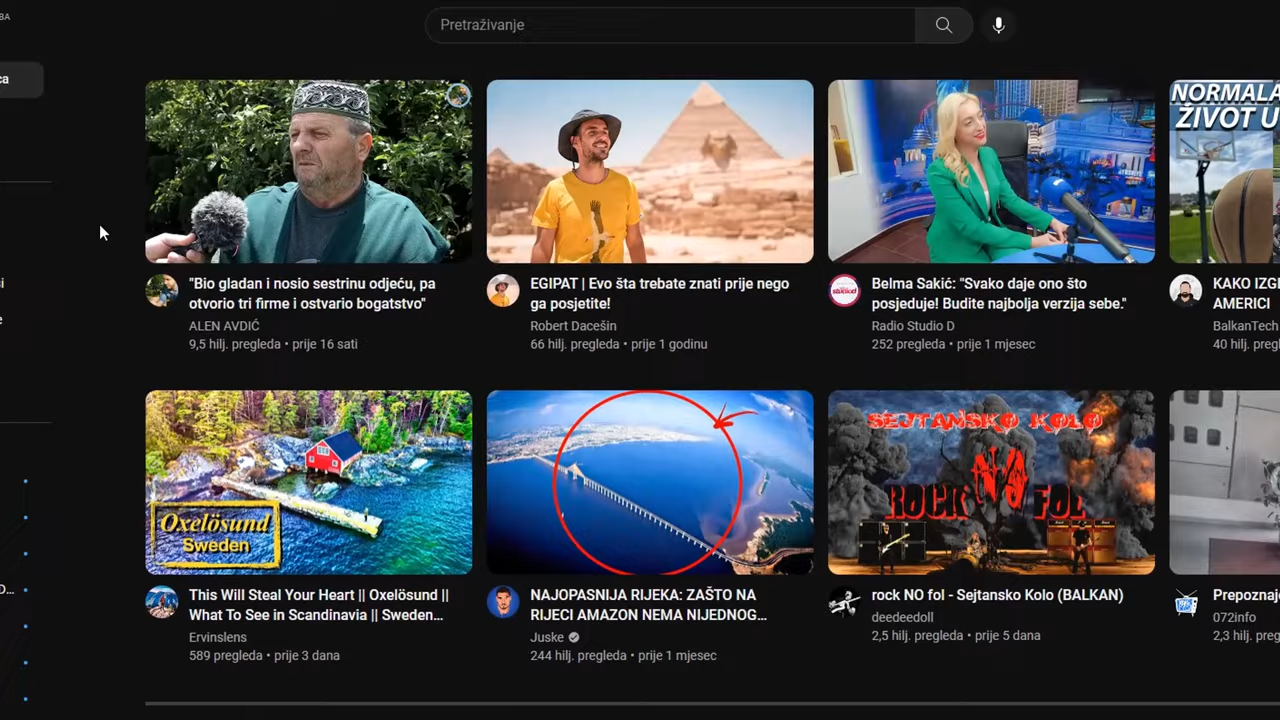 BA
Pretraživanje
ca
NORMALA
ŽIVOT U
"Bio gladan i nosio sestrinu odjeću, pa
otvorio tri firme i ostvario bogatstvo"
ALEN AVDIĆ
9,5 hilj. pregleda • prije 16 sati
EGIPAT | Evo šta trebate znati prije nego
ga posjetite!
Robert Dacešin
66 hilj. pregleda • prije 1 godinu
Belma Sakić: "Svako daje ono što
posjeduje! Budite najbolja verzija sebe."
Radio Studio D
252 pregleda • prije 1 mjesec
KAKO IZGL
AMERICI
BalkanTech
40 hilj. pregl
i
e
Oxelösund
Sweden
SEJTANSKO KOLO
ROCK NO FOL
D...
This Will Steal Your Heart || Oxelösund ||
What To See in Scandinavia || Sweden...
Ervinslens
589 pregleda • prije 3 dana
NAJOPASNIJA RIJEKA: ZAŠTO NA
RIJECI AMAZON NEMA NIJEDNOG...
Juske
244 hilj. pregleda • prije 1 mjesec
rock NO fol - Sejtansko Kolo (BALKAN)
deedeedoll
2,5 hilj. pregleda • prije 5 dana
Prepoznaje
072info
2,3 hilj. preg